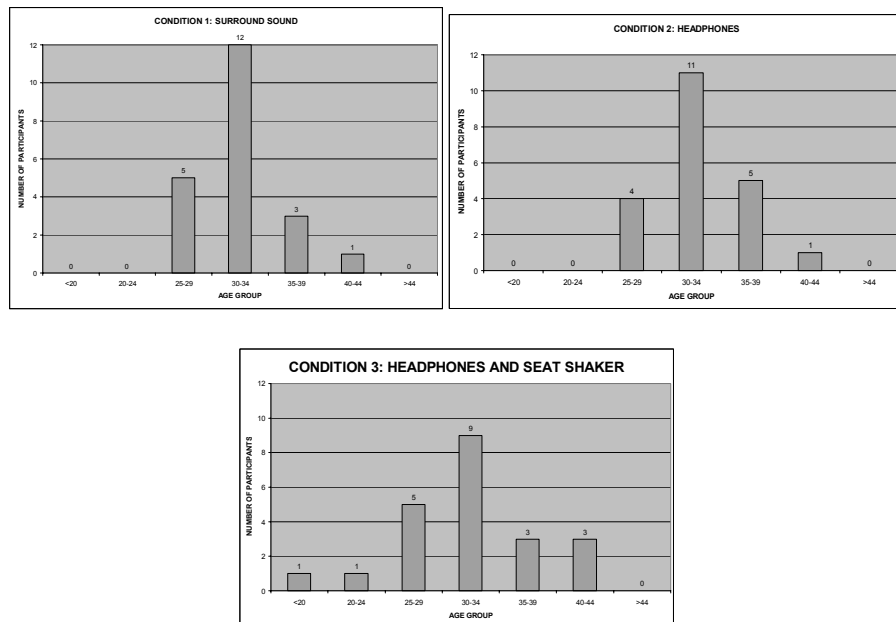 CONDITION 1: SURROUND SOUND
NUMBER OF PARTICIPANTS
12
10
8
6
4
2
0
0 0 5 12 3 1 0
<20 20-24 25-29 30-34 35-39 40-44 >44
AGE GROUP
CONDITION 2: HEADPHONES
NUMBER OF PARTICIPANTS
12
10
8
6
4
2
0
0 0 4 11 5 1 0
<20 20-24 25-29 30-34 35-39 40-44 >44
AGE GROUP
CONDITION 3: HEADPHONES AND SEAT SHAKER
NUMBER OF PARTICIPANTS
12
10
8
6
4
2
0
1 1 5 9 3 3 0
<20 20-24 25-29 30-34 35-39 40-44 >44
AGE GROUP